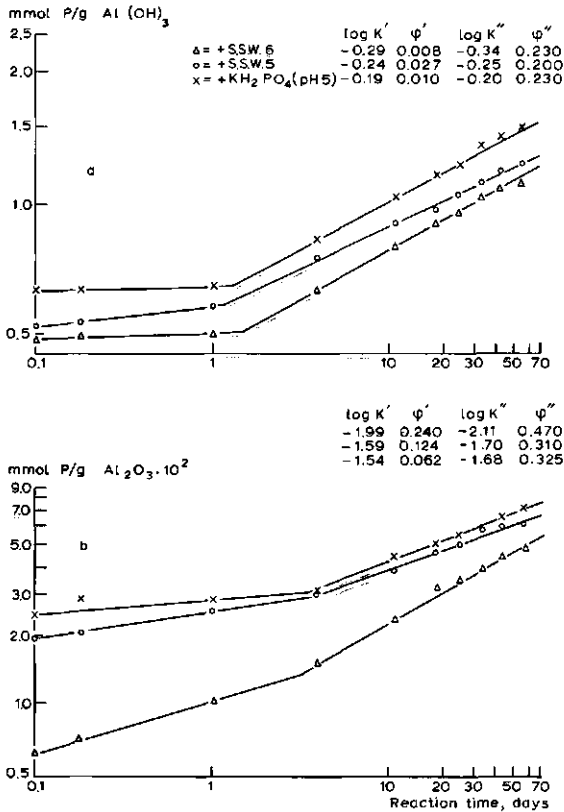 mmol P/g Al(OH)₃
2.5
2.0
1.5
1.0
0.5
log K' φ' log K" φ"
Δ = +S.S.W. 6 −0.29 0.008 −0.34 0.230
o = +S.S.W. 5 −0.24 0.027 −0.25 0.200
x = +KH₂PO₄(pH5) −0.19 0.010 −0.20 0.230
a
0.1 1 10 20 30 50 70
log K' φ' log K" φ"
−1.99 0.240 −2.11 0.470
−1.59 0.124 −1.70 0.310
−1.54 0.062 −1.68 0.325
mmol P/g Al₂O₃·10²
9.0
7.0
5.0
3.0
2.0
1.0
0.5
b
0.1 1 10 20 30 50 70
Reaction time, days